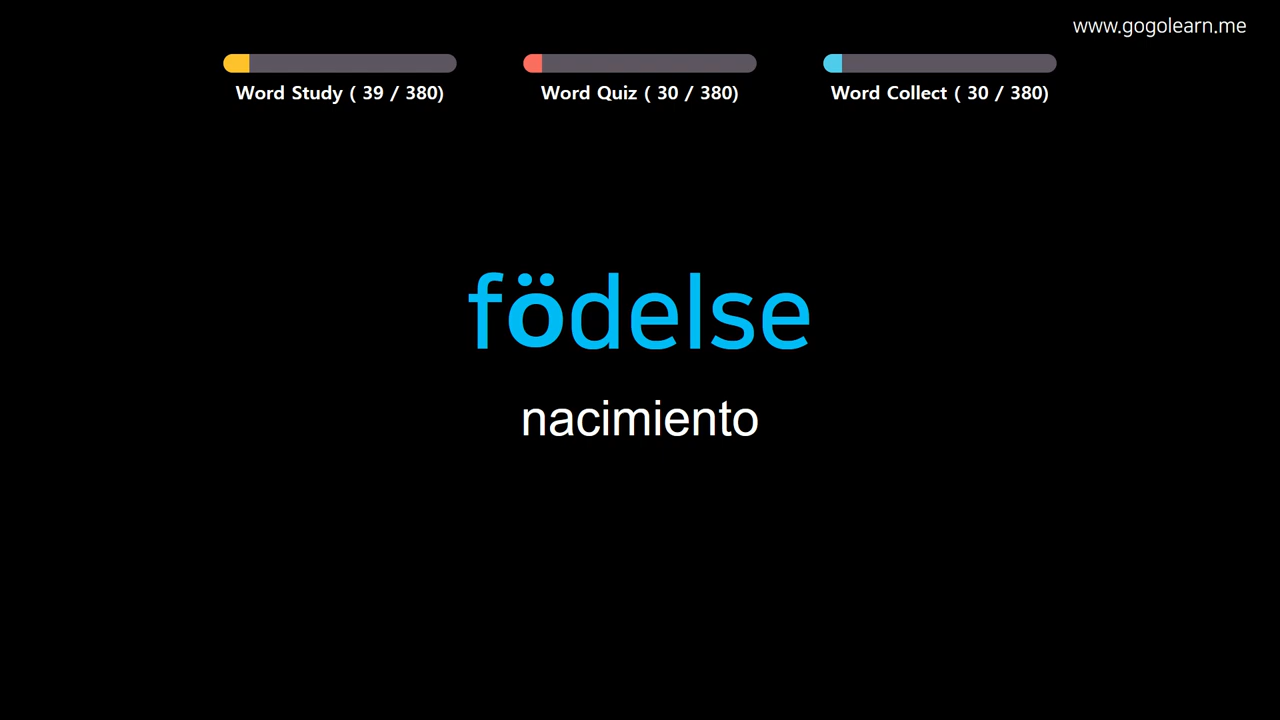 www.gogolearn.me
Word Study ( 39 / 380)
Word Quiz ( 30 / 380)
Word Collect ( 30 / 380)
födelse
nacimiento